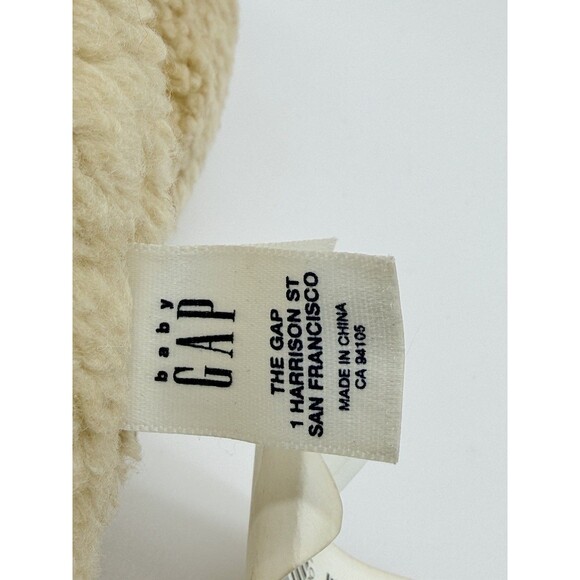 baby
GAP
THE GAP
1 HARRISON ST
SAN FRANCISCO
MADE IN CHINA
CA 94105